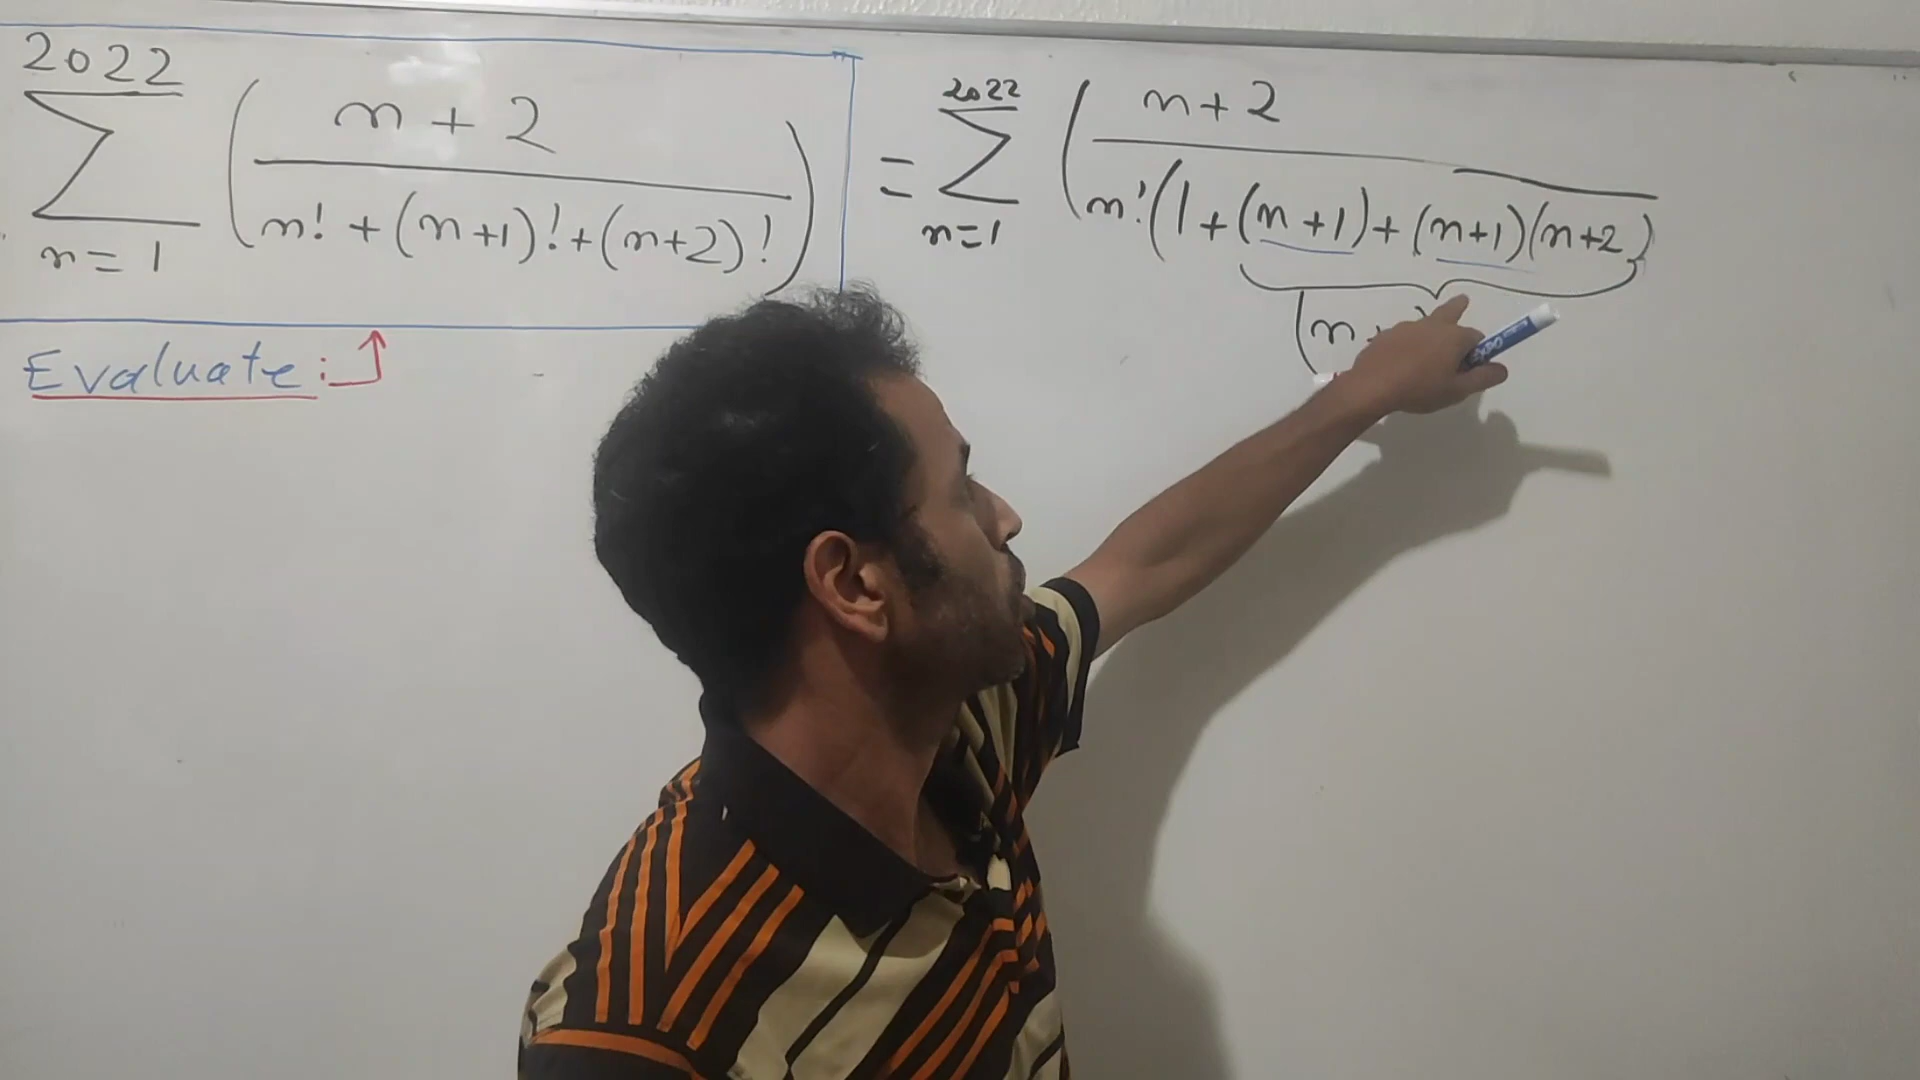 2022
∑ ( n+2 / n! + (n+1)! + (n+2)! )
n=1
= 2022
∑ ( n+2 / n! (1 + (n+1) + (n+1)(n+2)
n=1
(n
Evaluate :